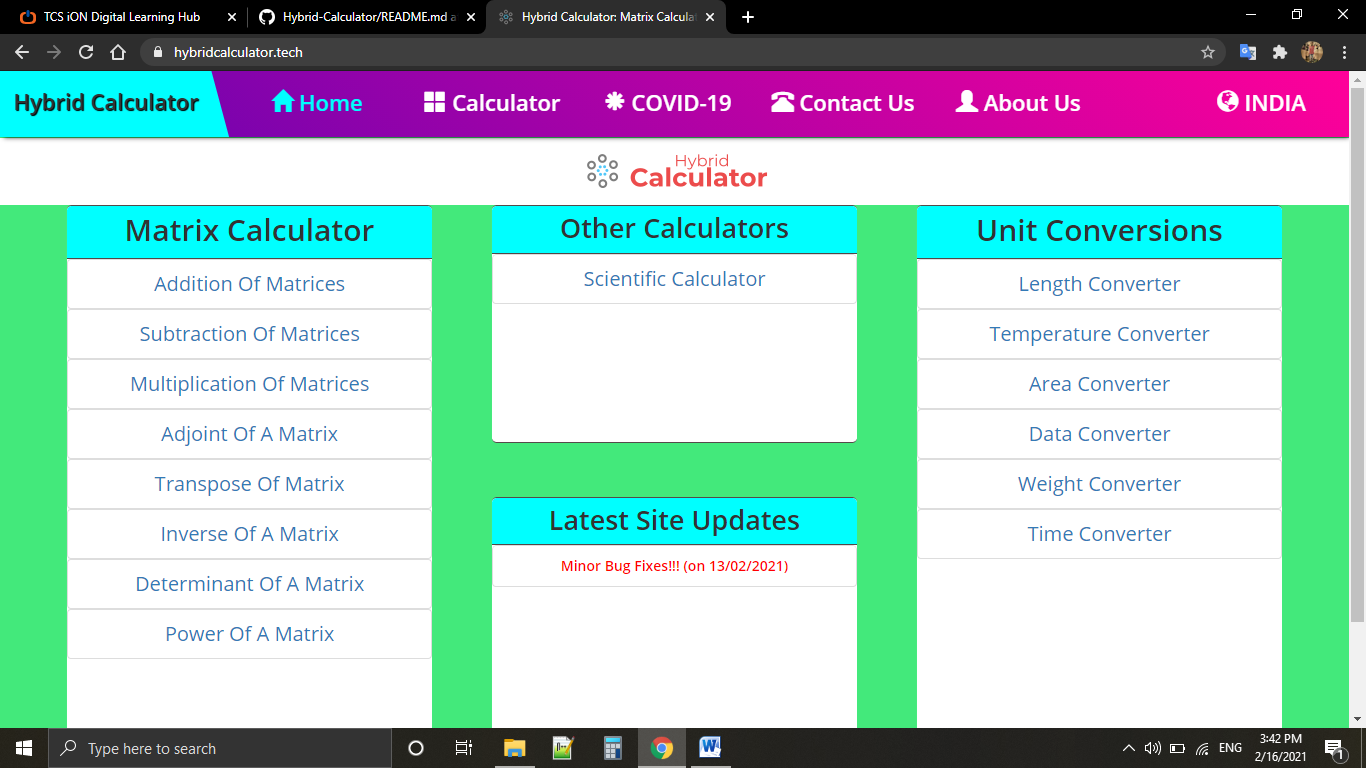 TCS iON Digital Learning Hub
Hybrid-Calculator/README.md a
Hybrid Calculator: Matrix Calculat
hybridcalculator.tech
Hybrid Calculator
Home
Calculator
COVID-19
Contact Us
About Us
INDIA
Hybrid
Calculator
Matrix Calculator
Addition Of Matrices
Subtraction Of Matrices
Multiplication Of Matrices
Adjoint Of A Matrix
Transpose Of Matrix
Inverse Of A Matrix
Determinant Of A Matrix
Power Of A Matrix
Other Calculators
Scientific Calculator
Latest Site Updates
Minor Bug Fixes!!! (on 13/02/2021)
Unit Conversions
Length Converter
Temperature Converter
Area Converter
Data Converter
Weight Converter
Time Converter
Type here to search
ENG
3:42 PM
2/16/2021
1